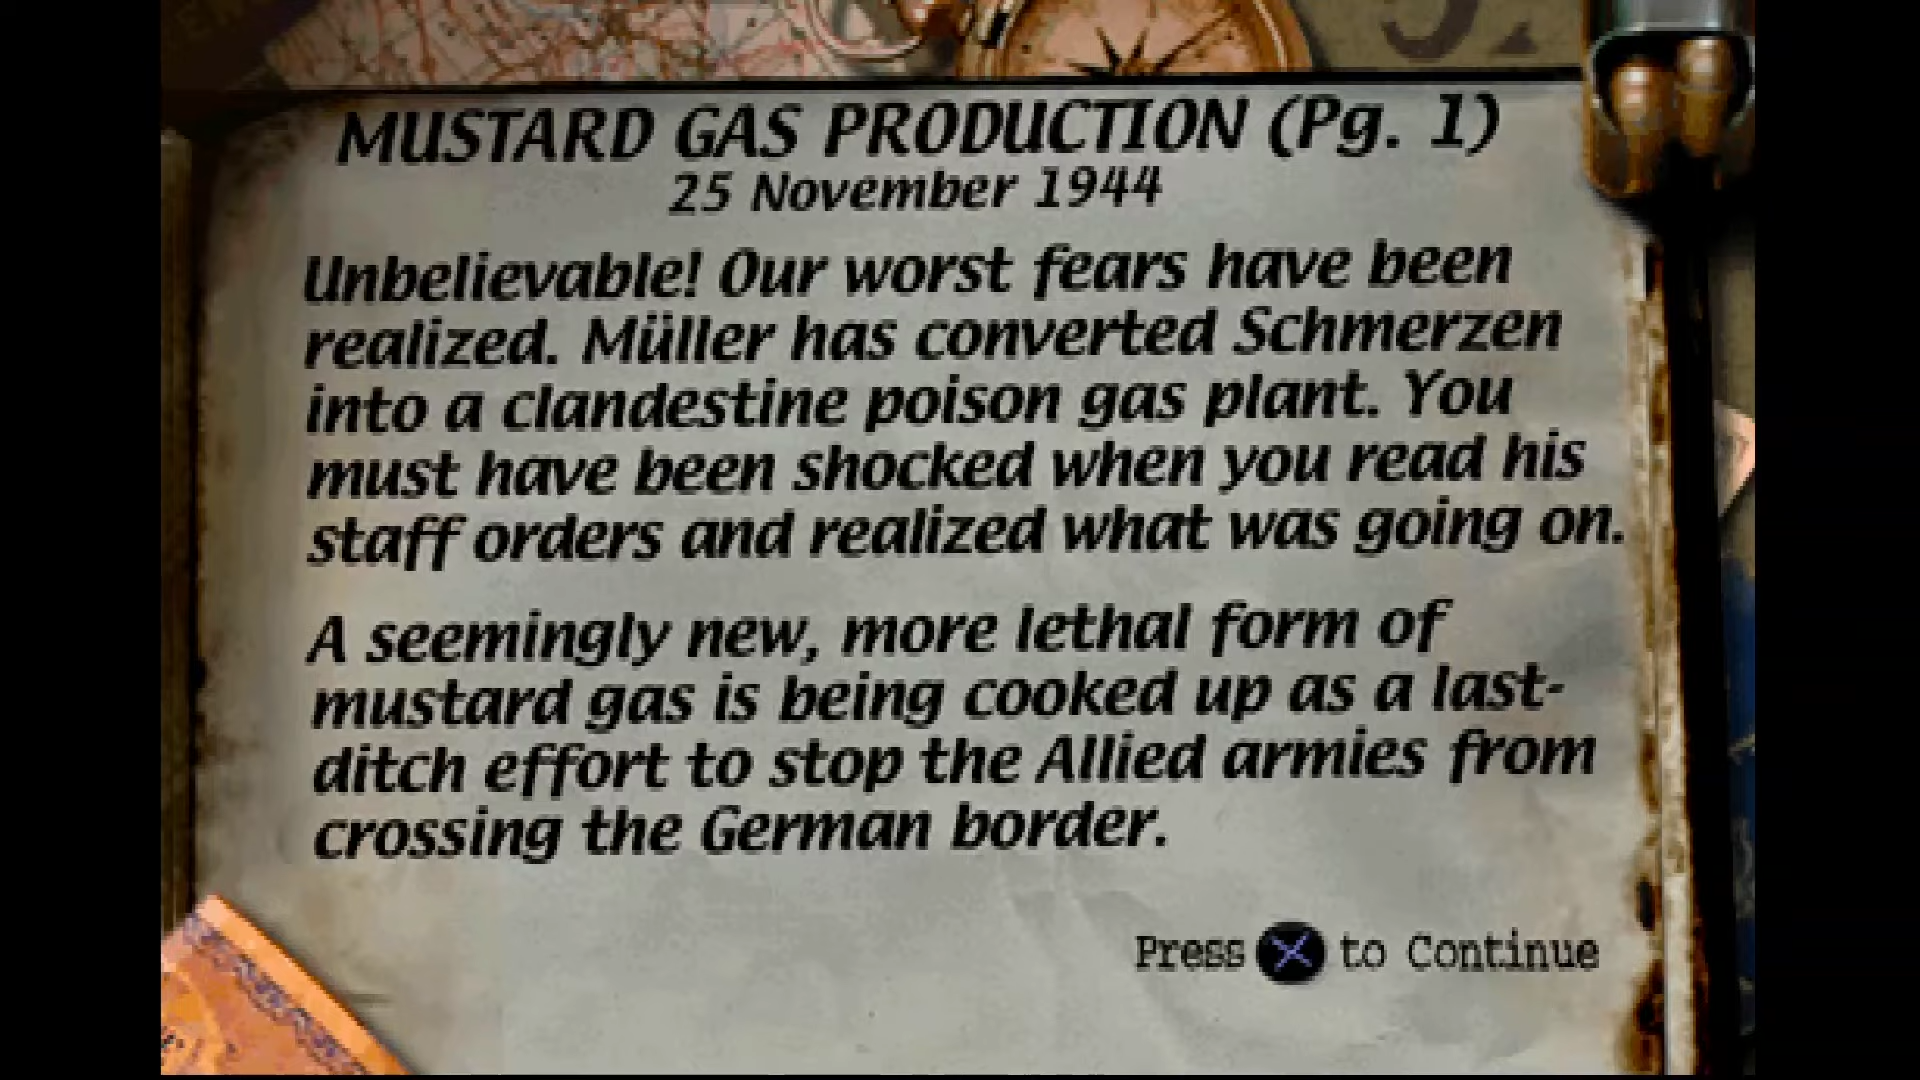 MUSTARD GAS PRODUCTION (Pg. 1)
25 November 1944
Unbelievable! Our worst fears have been
realized. Müller has converted Schmerzen
into a clandestine poison gas plant. You
must have been shocked when you read his
staff orders and realized what was going on.
A seemingly new, more lethal form of
mustard gas is being cooked up as a last-
ditch effort to stop the Allied armies from
crossing the German border.
Press X to Continue